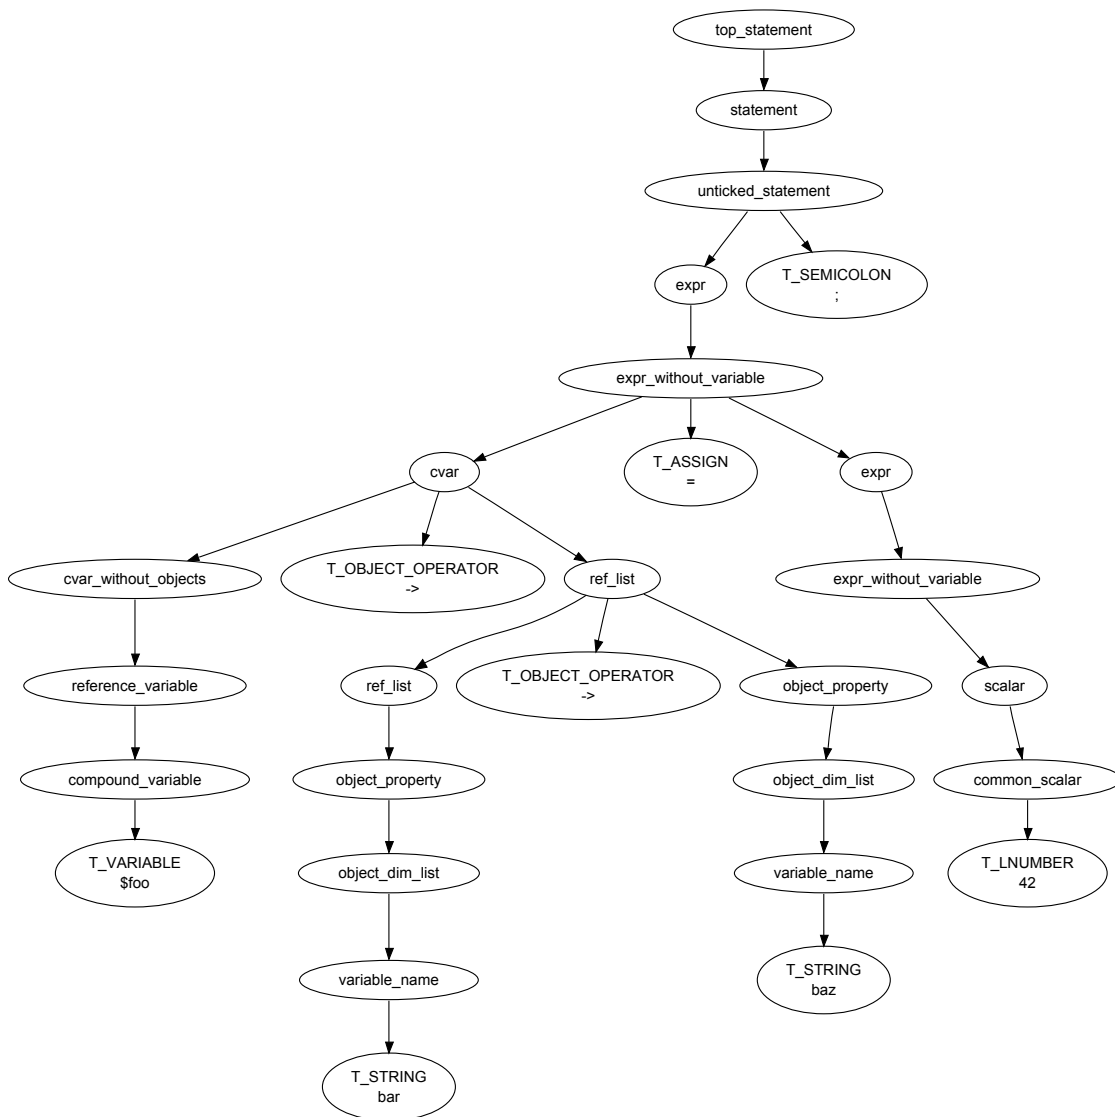 top_statement
statement
unticked_statement
expr
T_SEMICOLON
;
expr_without_variable
cvar
T_ASSIGN
=
expr
cvar_without_objects
T_OBJECT_OPERATOR
->
ref_list
expr_without_variable
reference_variable
ref_list
T_OBJECT_OPERATOR
->
object_property
scalar
compound_variable
object_property
object_dim_list
common_scalar
T_VARIABLE
$foo
object_dim_list
variable_name
T_LNUMBER
42
variable_name
T_STRING
baz
T_STRING
bar